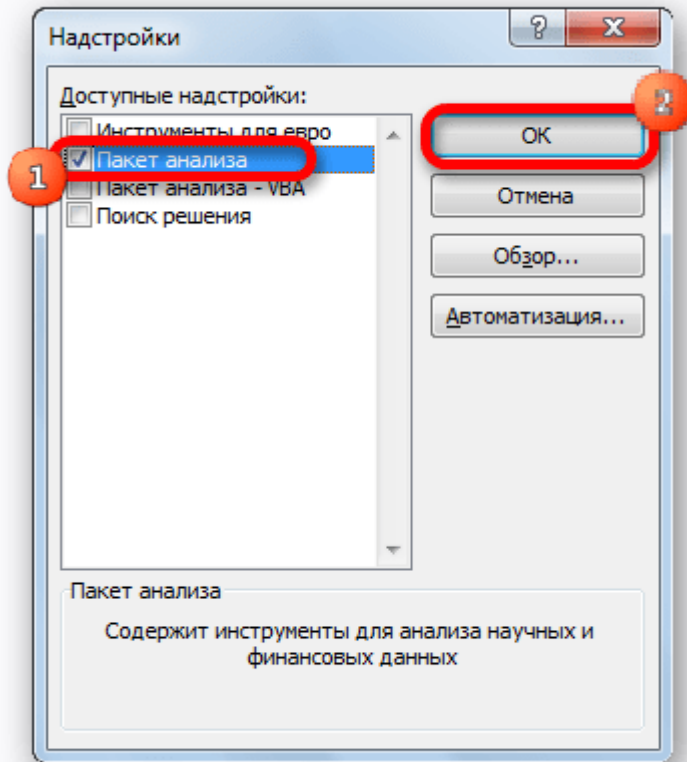 Надстройки
Доступные надстройки:
Инструменты для евро
Пакет анализа
Пакет анализа - VBA
Поиск решения
ОК
Отмена
Обзор...
Автоматизация...
1
2
Пакет анализа
Содержит инструменты для анализа научных и
финансовых данных